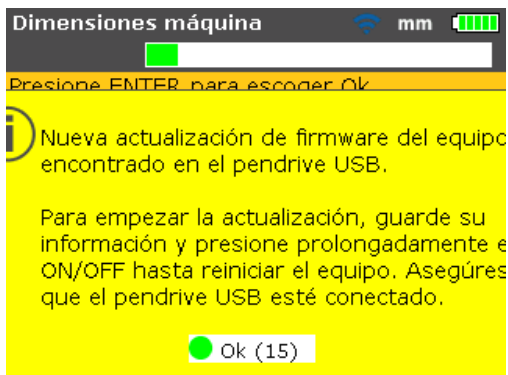 Dimensiones máquina mm
Presione ENTER para escoger Ok
Nueva actualización de firmware del equipo
encontrado en el pendrive USB.
Para empezar la actualización, guarde su
información y presione prolongadamente e
ON/OFF hasta reiniciar el equipo. Asegúres
que el pendrive USB esté conectado.
Ok (15)